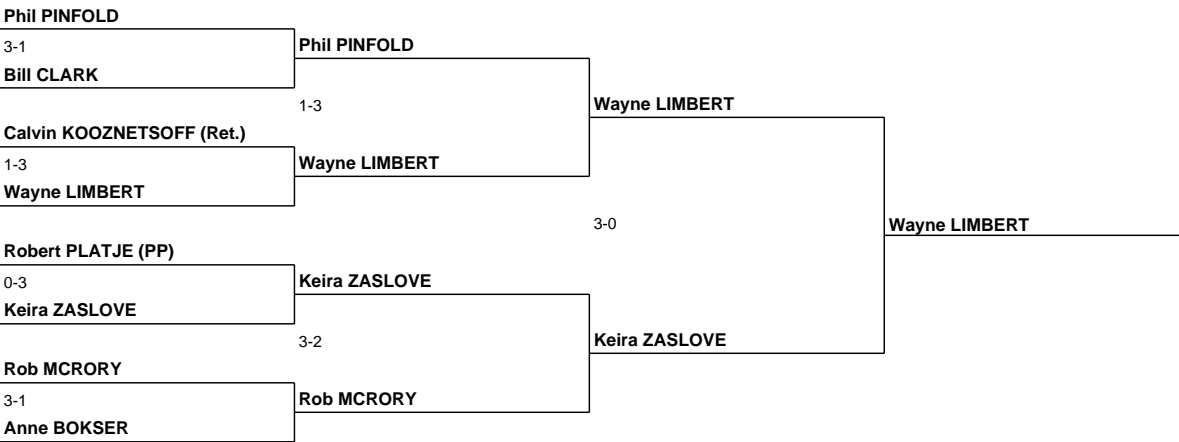 Phil PINFOLD
3-1
Phil PINFOLD
Bill CLARK
1-3
Wayne LIMBERT
Calvin KOOZNETSOFF (Ret.)
1-3
Wayne LIMBERT
Wayne LIMBERT
3-0
Wayne LIMBERT
Robert PLATJE (PP)
0-3
Keira ZASLOVE
Keira ZASLOVE
3-2
Keira ZASLOVE
Rob MCRORY
3-1
Rob MCRORY
Anne BOKSER